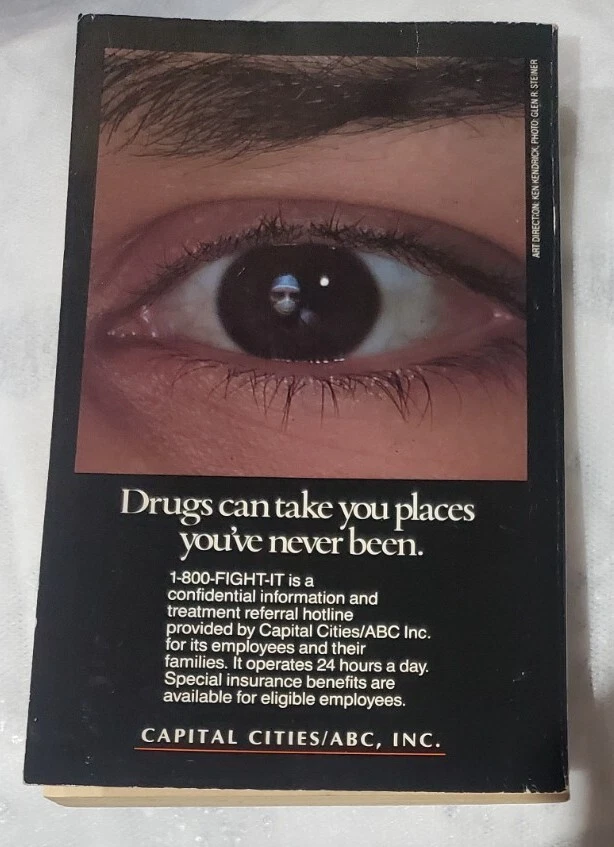 ART DIRECTION: KEN KENDRICK, PHOTO: GLEN R. STEINER
Drugs can take you places
you've never been.
1-800-FIGHT-IT is a
confidential information and
treatment referral hotline
provided by Capital Cities/ABC Inc.
for its employees and their
families. It operates 24 hours a day.
Special insurance benefits are
available for eligible employees.
CAPITAL CITIES/ABC, INC.